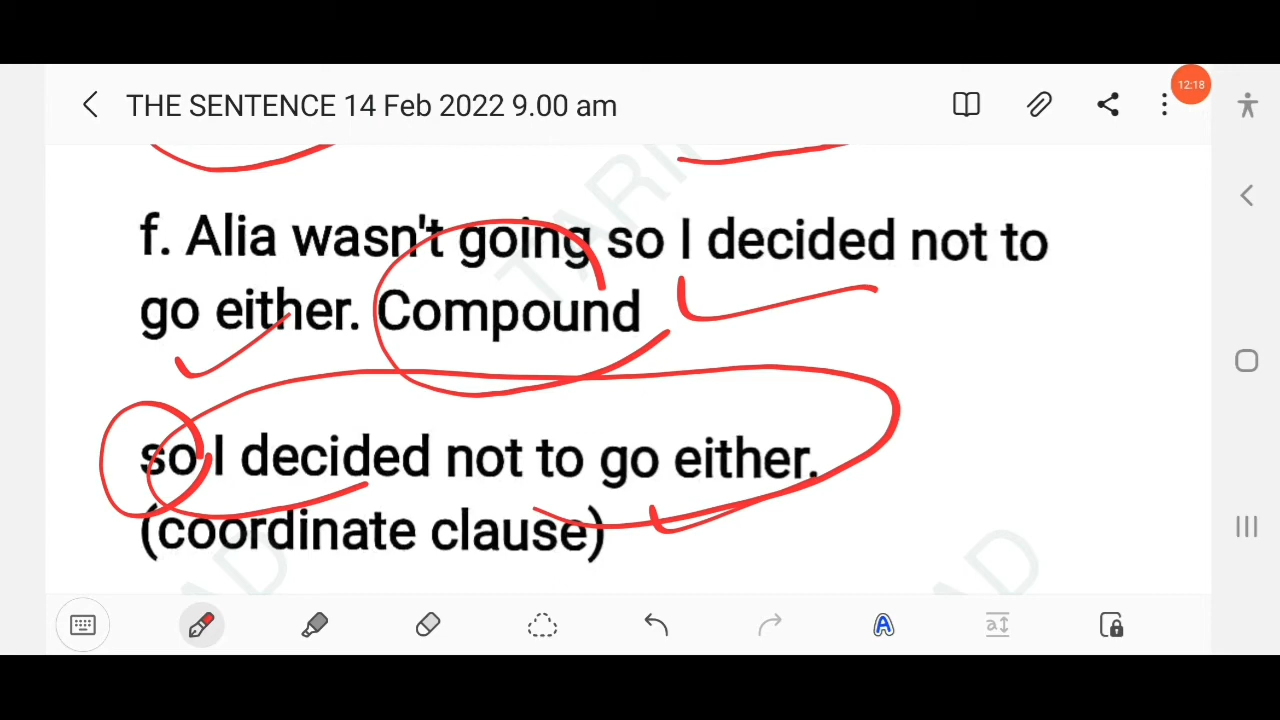 12:18
THE SENTENCE 14 Feb 2022 9.00 am
f. Alia wasn't going so I decided not to
go either. Compound
so I decided not to go either.
(coordinate clause)